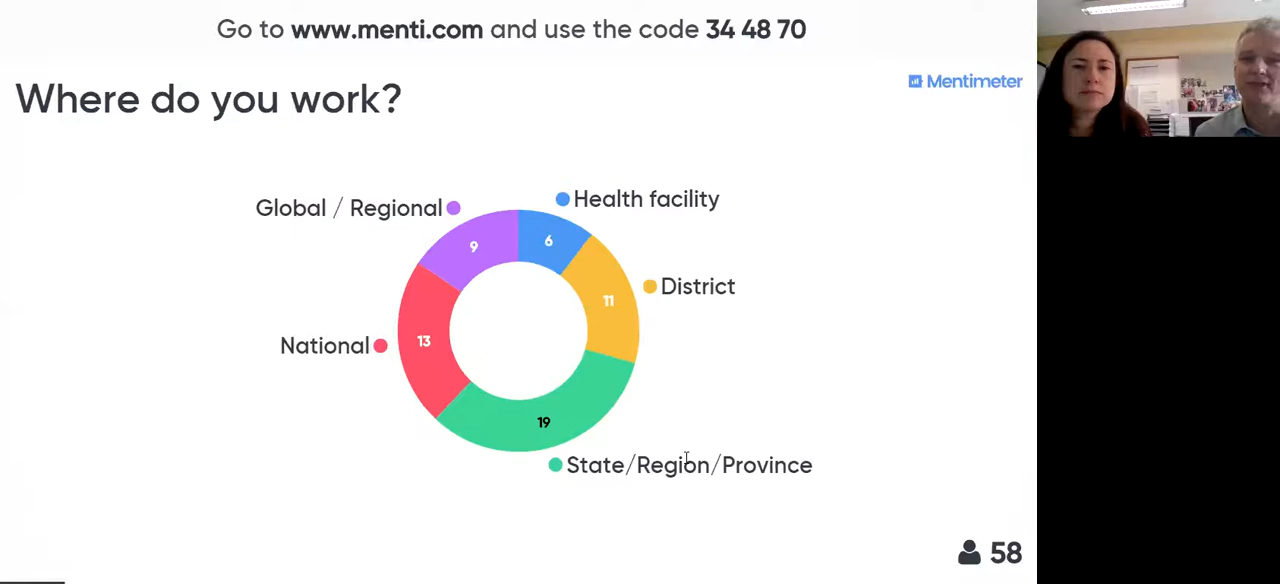 Go to www.menti.com and use the code 34 48 70
Mentimeter
Where do you work?
Health facility
Global / Regional
6
9
District
11
National
13
19
State/Region/Province
58